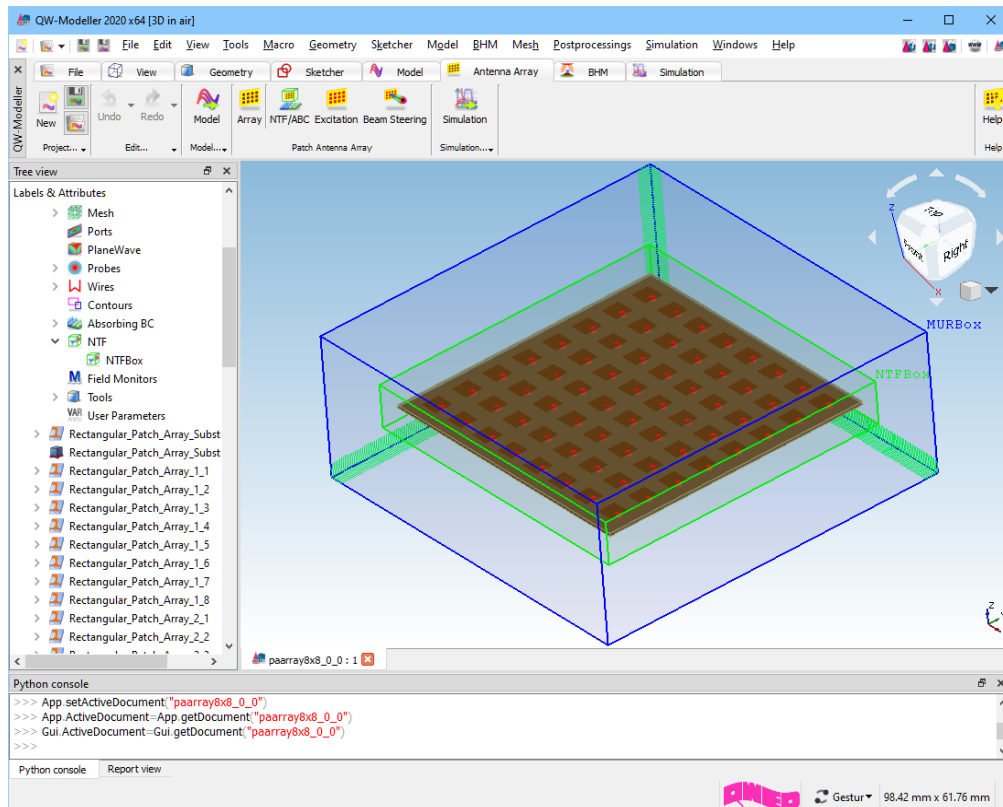 QW-Modeller 2020 x64 [3D in air]
File Edit View Tools Macro Geometry Sketcher Model BHM Mesh Postprocessings Simulation Windows Help
File View Geometry Sketcher Model Antenna Array BHM Simulation
QW-Modeller
New Undo Redo Model Array NTF/ABC Excitation Beam Steering Simulation Help
Project... Edit... Model... Patch Antenna Array Simulation... Help
Tree view
Labels & Attributes
Mesh
Ports
PlaneWave
Probes
Wires
Contours
Absorbing BC
NTF
NTFBox
M Field Monitors
Tools
VAR User Parameters
Rectangular_Patch_Array_Subst
Rectangular_Patch_Array_Subst
Rectangular_Patch_Array_1_1
Rectangular_Patch_Array_1_2
Rectangular_Patch_Array_1_3
Rectangular_Patch_Array_1_4
Rectangular_Patch_Array_1_5
Rectangular_Patch_Array_1_6
Rectangular_Patch_Array_1_7
Rectangular_Patch_Array_1_8
Rectangular_Patch_Array_2_1
Rectangular_Patch_Array_2_2
Z
Top
Front
Right
X
MURBox
NTFBox
Z
paarray8x8_0_0 : 1
Python console
>>> App.setActiveDocument("paarray8x8_0_0")
>>> App.ActiveDocument=App.getDocument("paarray8x8_0_0")
>>> Gui.ActiveDocument=Gui.getDocument("paarray8x8_0_0")
>>>
Python console Report view
QWED Gestur 98.42 mm x 61.76 mm